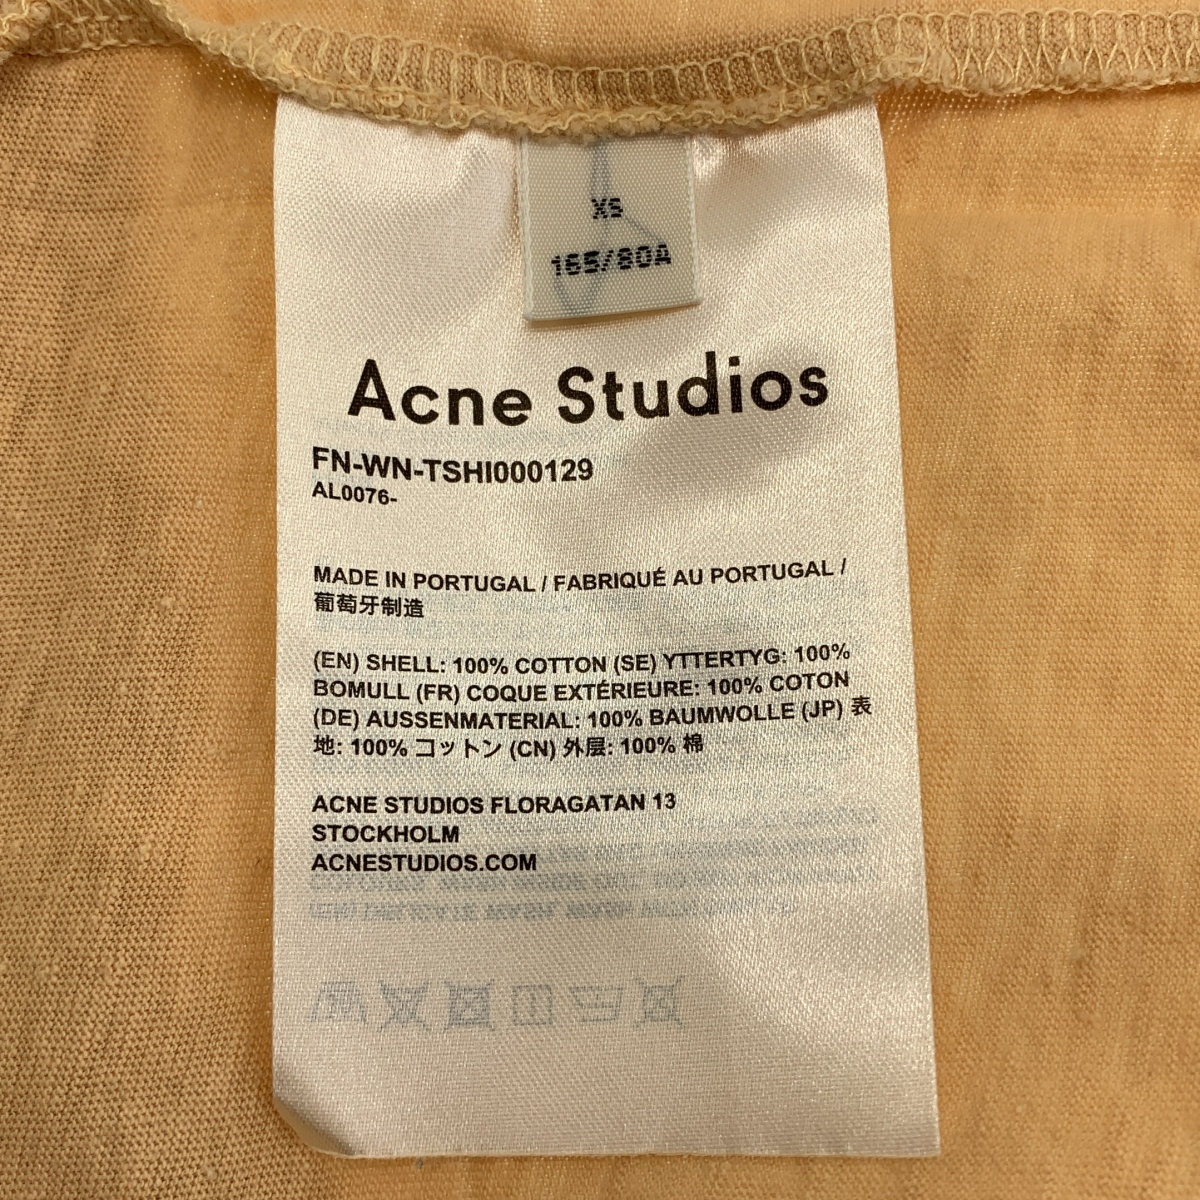 XS
165/80A
Acne Studios
FN-WN-TSHI000129
AL0076-
MADE IN PORTUGAL / FABRIQUÉ AU PORTUGAL /
葡萄牙制造
(EN) SHELL: 100% COTTON (SE) YTTERTYG: 100%
BOMULL (FR) COQUE EXTÉRIEURE: 100% COTON
(DE) AUSSENMATERIAL: 100% BAUMWOLLE (JP) 表
地: 100% コットン (CN) 外层: 100% 棉
ACNE STUDIOS FLORAGATAN 13
STOCKHOLM
ACNESTUDIOS.COM